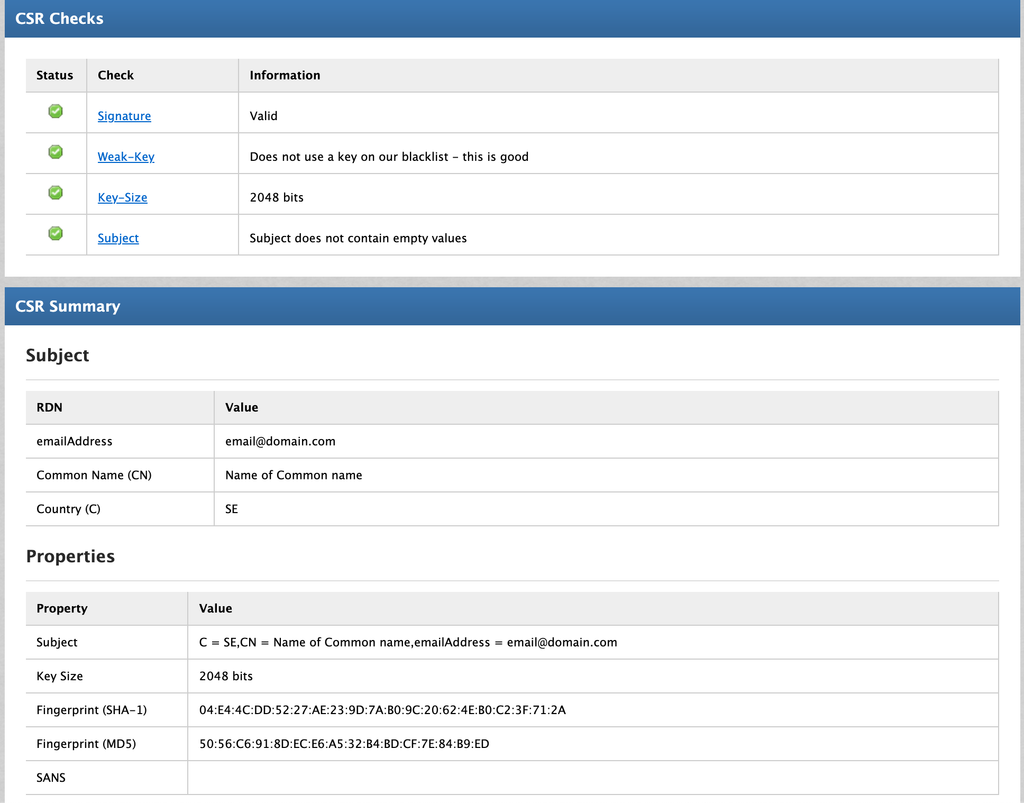 CSR Checks
Status Check Information
Signature Valid
Weak-Key Does not use a key on our blacklist - this is good
Key-Size 2048 bits
Subject Subject does not contain empty values
CSR Summary
Subject
RDN Value
emailAddress email@domain.com
Common Name (CN) Name of Common name
Country (C) SE
Properties
Property Value
Subject C = SE,CN = Name of Common name,emailAddress = email@domain.com
Key Size 2048 bits
Fingerprint (SHA-1) 04:E4:4C:DD:52:27:AE:23:9D:7A:B0:9C:20:62:4E:B0:C2:3F:71:2A
Fingerprint (MD5) 50:56:C6:91:8D:EC:E6:A5:32:B4:BD:CF:7E:84:B9:ED
SANS